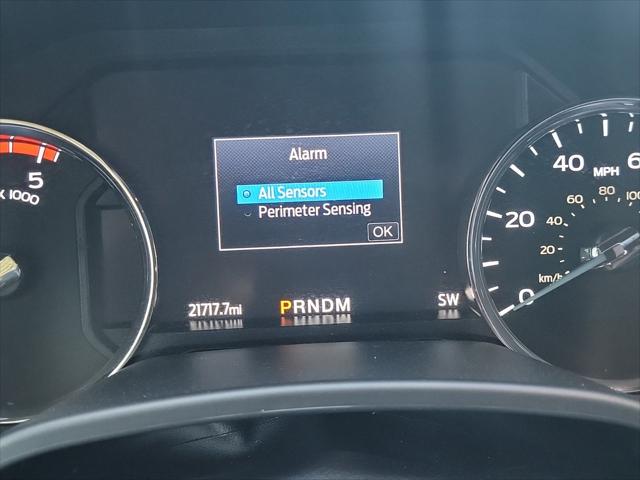 Alarm
All Sensors
Perimeter Sensing
OK
5
X 1000
40
MPH
20
0
80
60
100
40
20
km/h
21717.7mi
PRNDM
SW